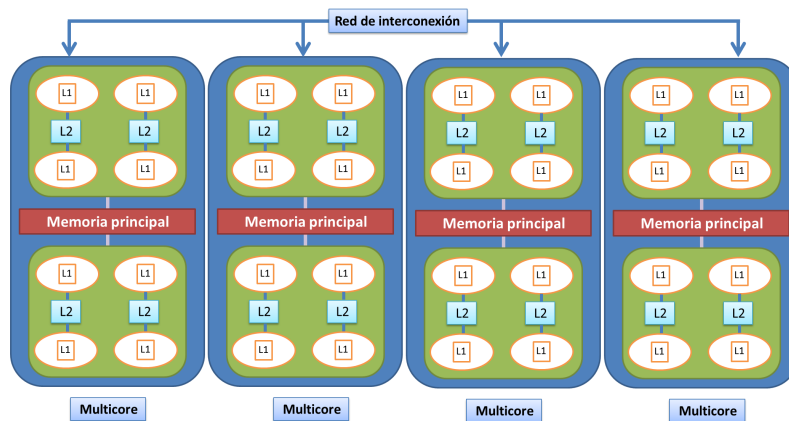 Red de interconexión
L1 L1 L1 L1 L1 L1 L1 L1
L2 L2 L2 L2 L2 L2 L2 L2
L1 L1 L1 L1 L1 L1 L1 L1
Memoria principal Memoria principal Memoria principal Memoria principal
L1 L1 L1 L1 L1 L1 L1 L1
L2 L2 L2 L2 L2 L2 L2 L2
L1 L1 L1 L1 L1 L1 L1 L1
Multicore Multicore Multicore Multicore